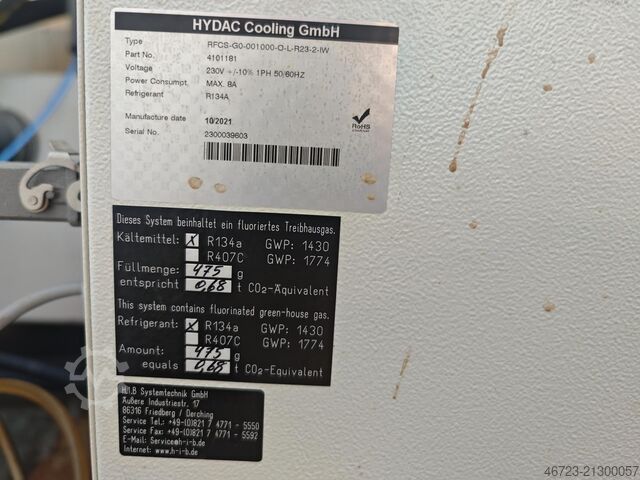 HYDAC Cooling GmbH
Type RFCS-G0-001000-O-L-R23-2-IW
Part No. 4101181
Voltage 230V +/-10% 1PH 50/60HZ
Power Consumpt. MAX. 8A
Refrigerant R134A
Manufacture date 10/2021
Serial No. 2300039603
RoHS
Dieses System beinhaltet ein fluoriertes Treibhausgas.
Kältemittel: X R134a GWP: 1430
R407C GWP: 1774
Füllmenge: 475 g
entspricht 0,68 t CO₂-Äquivalent
This system contains fluorinated green-house gas.
Refrigerant: X R134a GWP: 1430
R407C GWP: 1774
Amount: 475 g
equals 0,68 t CO₂-Equivalent
H.I.B Systemtechnik GmbH
Äußere Industriestr. 17
86316 Friedberg / Derching
Service Tel.: +49-(0)821 7 4771 - 5550
Service Fax: +49-(0)821 7 4771 - 5592
E-Mail: Service@h-i-b.de
Internet: www.h-i-b.de
46723-21300057